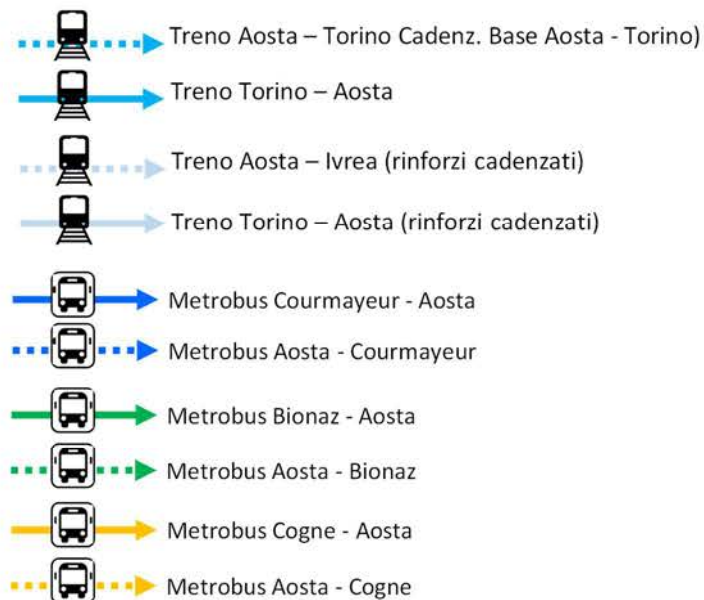 Treno Aosta – Torino Cadenz. Base Aosta - Torino)
Treno Torino – Aosta
Treno Aosta – Ivrea (rinforzi cadenzati)
Treno Torino – Aosta (rinforzi cadenzati)
Metrobus Courmayeur - Aosta
Metrobus Aosta - Courmayeur
Metrobus Bionaz - Aosta
Metrobus Aosta - Bionaz
Metrobus Cogne - Aosta
Metrobus Aosta - Cogne